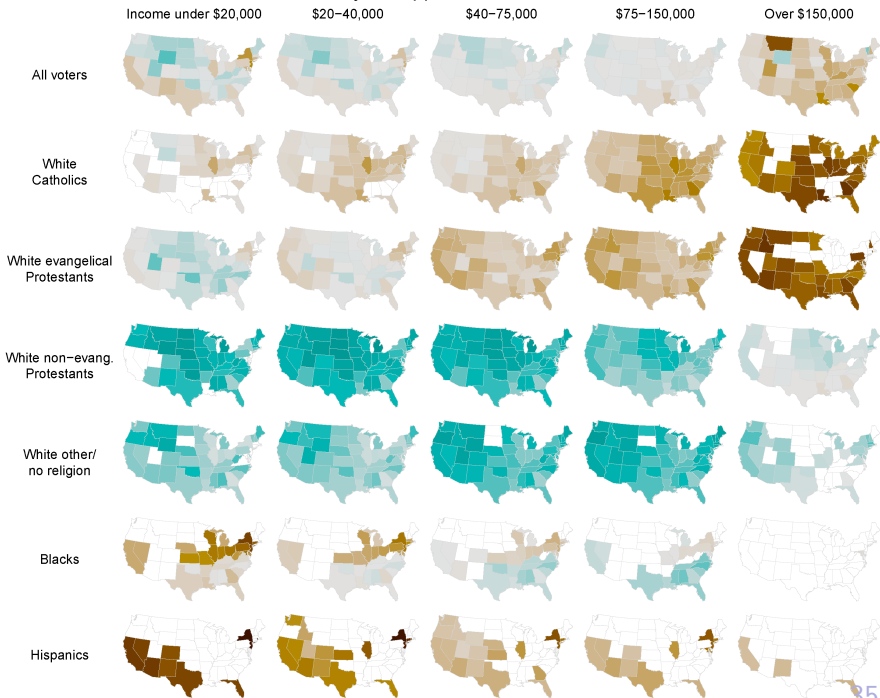 Income under $20,000 $20−40,000 $40−75,000 $75−150,000 Over $150,000
All voters
White
Catholics
White evangelical
Protestants
White non−evang.
Protestants
White other/
no religion
Blacks
Hispanics
35